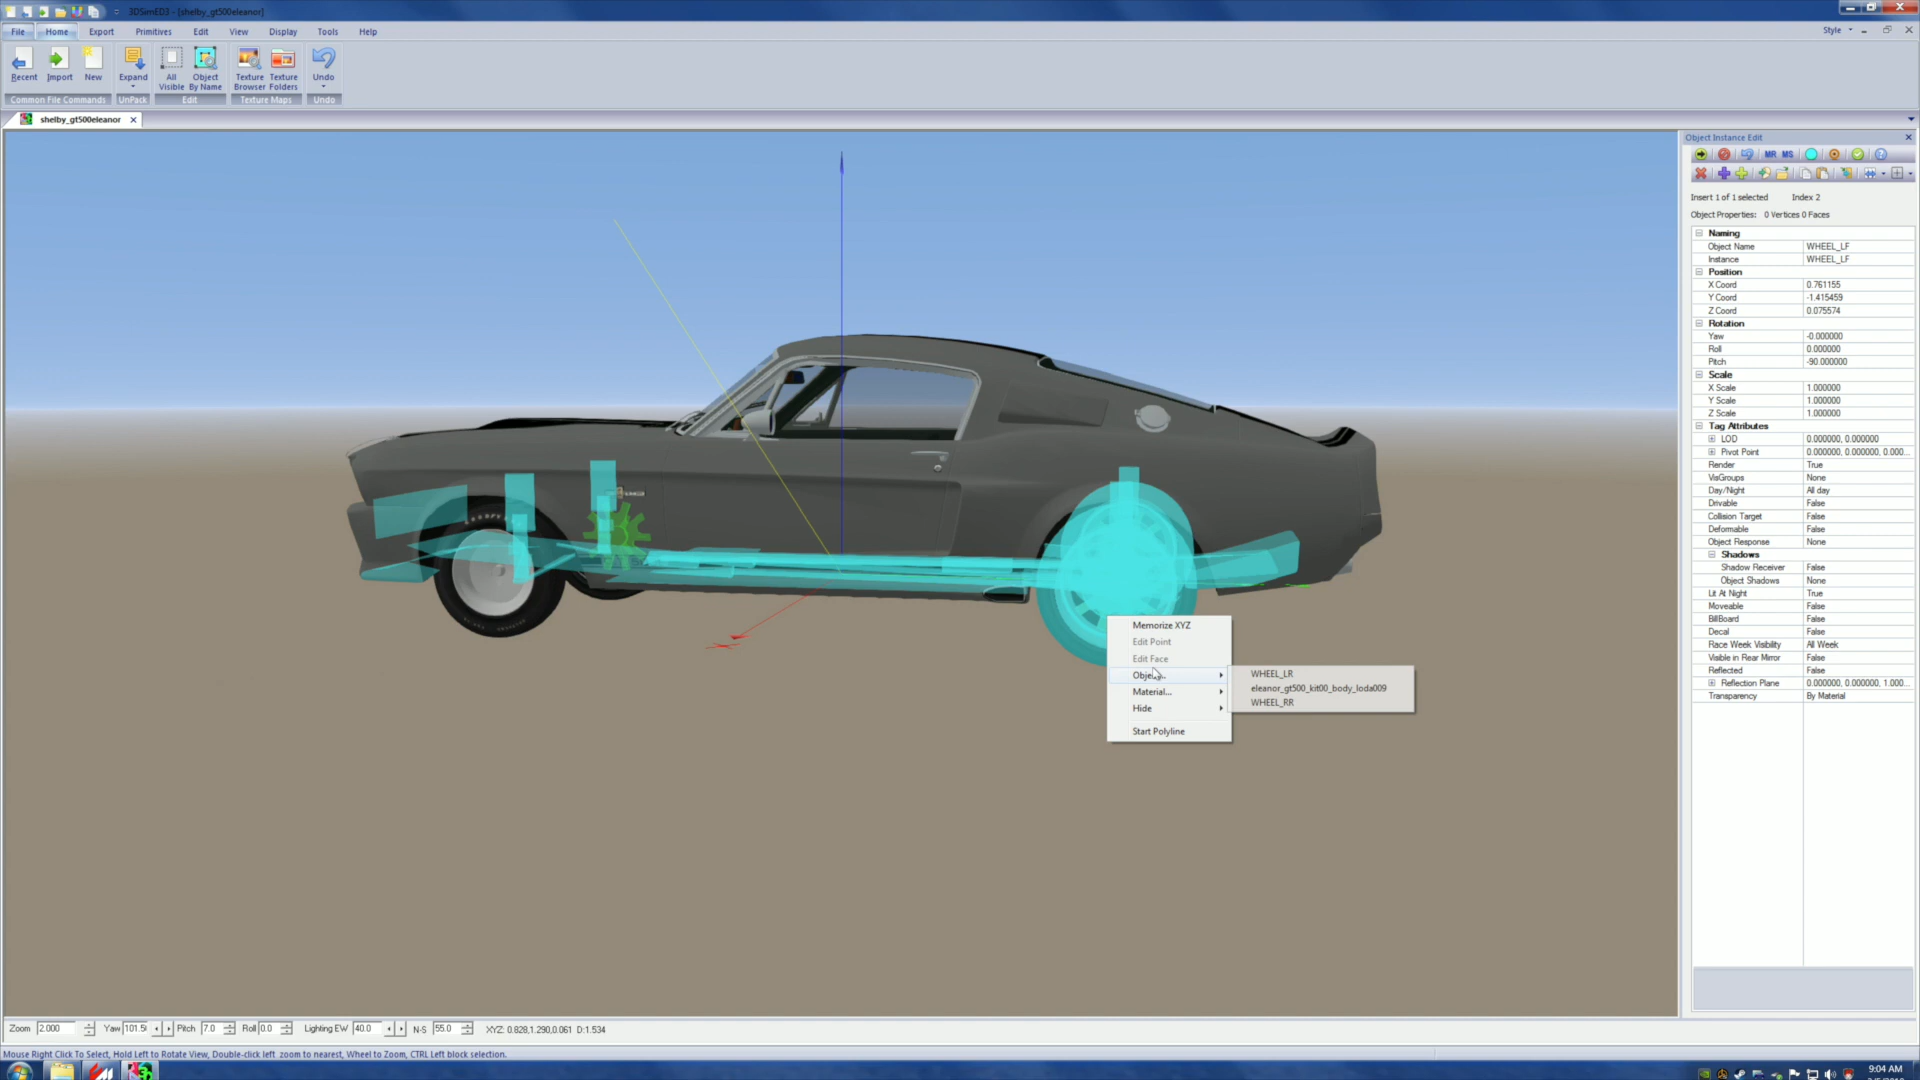 3DSimED3 - [shelby_gt500eleanor]
File Home Export Primitives Edit View Display Tools Help
Style
Recent Import New Expand All Visible Object By Name Texture Browser Texture Folders Undo
Common File Commands UnPack Edit Texture Maps Undo
shelby_gt500eleanor
Object Instance Edit
MR MS
Insert 1 of 1 selected Index 2
Object Properties: 0 Vertices 0 Faces
Naming
Object Name WHEEL_LF
Instance WHEEL_LF
Position
X Coord 0.761155
Y Coord -1.415459
Z Coord 0.075574
Rotation
Yaw -0.000000
Roll 0.000000
Pitch -90.000000
Scale
X Scale 1.000000
Y Scale 1.000000
Z Scale 1.000000
Tag Attributes
LOD 0.000000, 0.000000
Pivot Point 0.000000, 0.000000, 0.000...
Render True
VisGroups None
Day/Night All day
Drivable False
Collision Target False
Deformable False
Object Response None
Shadows
Shadow Receiver False
Object Shadows None
Lit At Night True
Moveable False
BillBoard False
Decal False
Race Week Visibility All Week
Visible in Rear Mirror False
Reflected False
Reflection Plane 0.000000, 0.000000, 1.000...
Transparency By Material
Memorize XYZ
Edit Point
Edit Face
Material...
Hide
Start Polyline
WHEEL_LR
eleanor_gt500_kit00_body_loda009
WHEEL_RR
Zoom 2.000 Yaw 101.5 Pitch 7.0 Roll 0.0 Lighting EW 40.0 N-S 55.0 XYZ: 0.828,1.290,0.061 D:1.534
Mouse Right Click To Select, Hold Left to Rotate View, Double-click left zoom to nearest, Wheel to Zoom, CTRL Left block selection.
9:04 AM